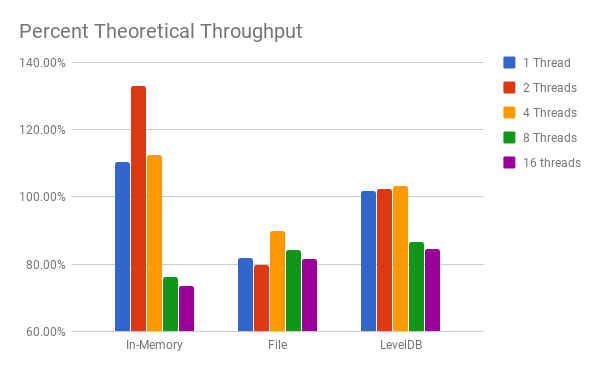 Percent Theoretical Throughput
140.00%
120.00%
100.00%
80.00%
60.00%
In-Memory
File
LevelDB
1 Thread
2 Threads
4 Threads
8 Threads
16 threads